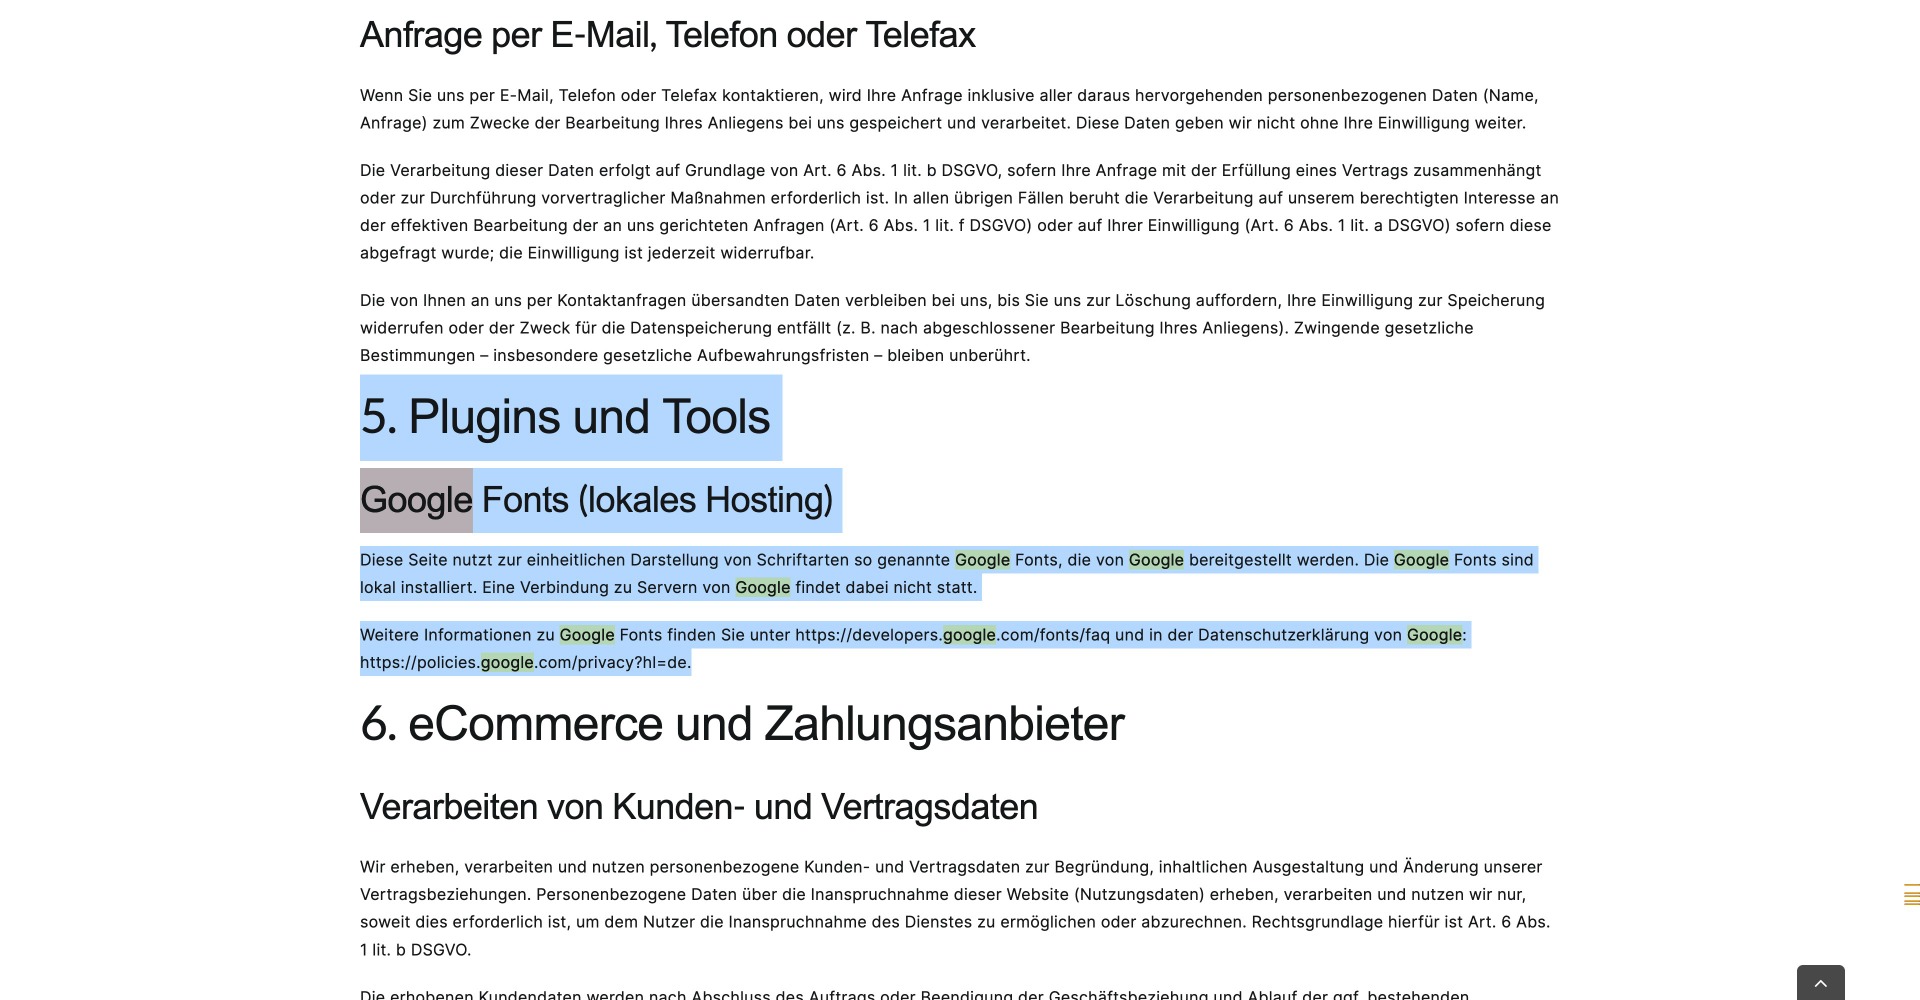 Anfrage per E-Mail, Telefon oder Telefax
Wenn Sie uns per E-Mail, Telefon oder Telefax kontaktieren, wird Ihre Anfrage inklusive aller daraus hervorgehenden personenbezogenen Daten (Name,
Anfrage) zum Zwecke der Bearbeitung Ihres Anliegens bei uns gespeichert und verarbeitet. Diese Daten geben wir nicht ohne Ihre Einwilligung weiter.
Die Verarbeitung dieser Daten erfolgt auf Grundlage von Art. 6 Abs. 1 lit. b DSGVO, sofern Ihre Anfrage mit der Erfüllung eines Vertrags zusammenhängt
oder zur Durchführung vorvertraglicher Maßnahmen erforderlich ist. In allen übrigen Fällen beruht die Verarbeitung auf unserem berechtigten Interesse an
der effektiven Bearbeitung der an uns gerichteten Anfragen (Art. 6 Abs. 1 lit. f DSGVO) oder auf Ihrer Einwilligung (Art. 6 Abs. 1 lit. a DSGVO) sofern diese
abgefragt wurde; die Einwilligung ist jederzeit widerrufbar.
Die von Ihnen an uns per Kontaktanfragen übersandten Daten verbleiben bei uns, bis Sie uns zur Löschung auffordern, Ihre Einwilligung zur Speicherung
widerrufen oder der Zweck für die Datenspeicherung entfällt (z. B. nach abgeschlossener Bearbeitung Ihres Anliegens). Zwingende gesetzliche
Bestimmungen – insbesondere gesetzliche Aufbewahrungsfristen – bleiben unberührt.
5. Plugins und Tools
Google Fonts (lokales Hosting)
Diese Seite nutzt zur einheitlichen Darstellung von Schriftarten so genannte Google Fonts, die von Google bereitgestellt werden. Die Google Fonts sind
lokal installiert. Eine Verbindung zu Servern von Google findet dabei nicht statt.
Weitere Informationen zu Google Fonts finden Sie unter https://developers.google.com/fonts/faq und in der Datenschutzerklärung von Google:
https://policies.google.com/privacy?hl=de.
6. eCommerce und Zahlungsanbieter
Verarbeiten von Kunden- und Vertragsdaten
Wir erheben, verarbeiten und nutzen personenbezogene Kunden- und Vertragsdaten zur Begründung, inhaltlichen Ausgestaltung und Änderung unserer
Vertragsbeziehungen. Personenbezogene Daten über die Inanspruchnahme dieser Website (Nutzungsdaten) erheben, verarbeiten und nutzen wir nur,
soweit dies erforderlich ist, um dem Nutzer die Inanspruchnahme des Dienstes zu ermöglichen oder abzurechnen. Rechtsgrundlage hierfür ist Art. 6 Abs.
1 lit. b DSGVO.
Die erhobenen Kundendaten werden nach Abschluss des Auftrags oder Beendigung der Geschäftsbeziehung und Ablauf der ggf. bestehenden